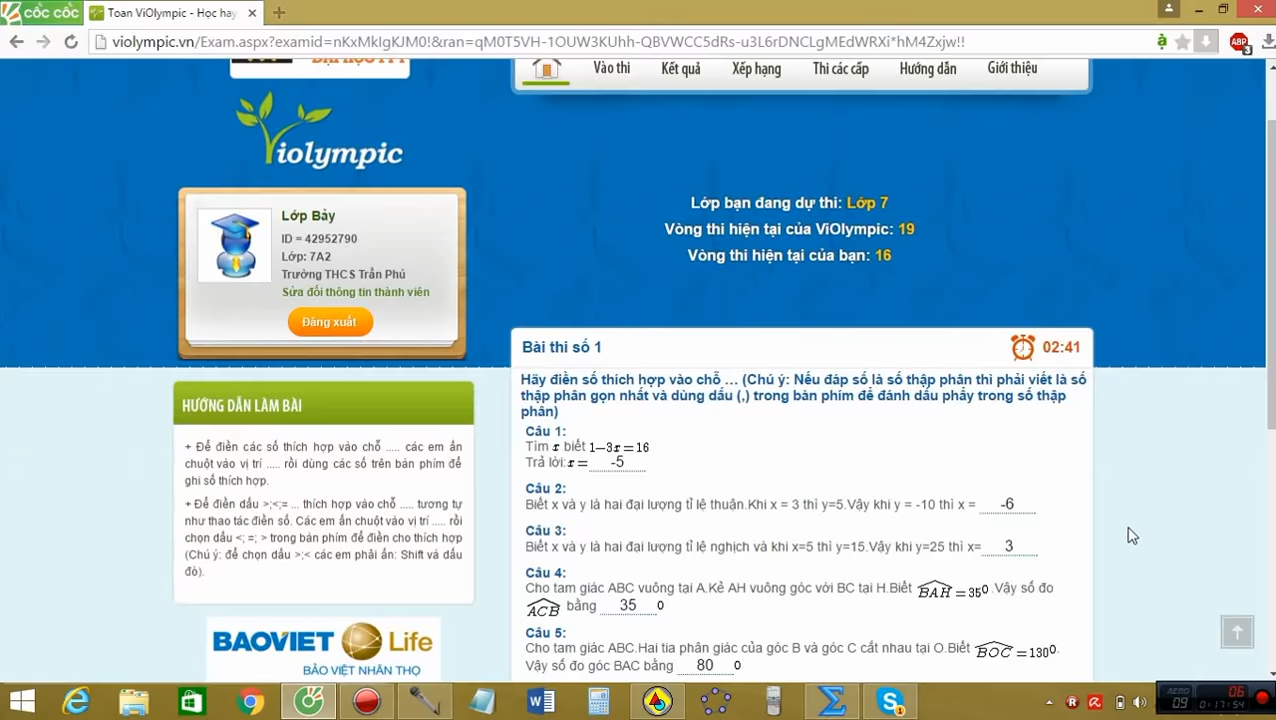 CỐC CỐC
Toan ViOlympic - Học hay
violympic.vn/Exam.aspx?examid=nKxMkIgKJM0!&ran=qM0T5VH-1OUW3KUhh-QBVWCC5dRs-u3L6rDNCLgMEdWRXi*hM4Zxjw!!
ABP
3
Vào thi
Kết quả
Xếp hạng
Thi các cấp
Hướng dẫn
Giới thiệu
Violympic
Lớp Bảy
ID = 42952790
Lớp: 7A2
Trường THCS Trần Phú
Sửa đổi thông tin thành viên
Đăng xuất
Lớp bạn đang dự thi: Lớp 7
Vòng thi hiện tại của ViOlympic: 19
Vòng thi hiện tại của bạn: 16
HƯỚNG DẪN LÀM BÀI
+ Để điền các số thích hợp vào chỗ ..... các em ấn
chuột vào vị trí ..... rồi dùng các số trên bàn phím để
ghi số thích hợp.
+ Để điền dấu >;<;= ... thích hợp vào chỗ ..... tương tự
như thao tác điền số. Các em ấn chuột vào vị trí ..... rồi
chọn dấu <; =; > trong bàn phím để điền cho thích hợp
(Chú ý: để chọn dấu >;< các em phải ấn: Shift và dấu
đó).
BAOVIET Life
BẢO VIỆT NHÂN THỌ
Bài thi số 1
02:41
Hãy điền số thích hợp vào chỗ … (Chú ý: Nếu đáp số là số thập phân thì phải viết là số
thập phân gọn nhất và dùng dấu (,) trong bàn phím để đánh dấu phẩy trong số thập
phân)
Câu 1:
Tìm x biết 1−3x=16
Trả lời: x= -5
Câu 2:
Biết x và y là hai đại lượng tỉ lệ thuận.Khi x = 3 thì y=5.Vậy khi y = -10 thì x = -6
Câu 3:
Biết x và y là hai đại lượng tỉ lệ nghịch và khi x=5 thì y=15.Vậy khi y=25 thì x= 3
Câu 4:
Cho tam giác ABC vuông tại A.Kẻ AH vuông góc với BC tại H.Biết BAH=35⁰.Vậy số đo
ACB bằng 35 ⁰
Câu 5:
Cho tam giác ABC.Hai tia phân giác của góc B và góc C cắt nhau tại O.Biết BOC=130⁰.
Vậy số đo góc BAC bằng 80 ⁰
AERO
09
06
0:17:54